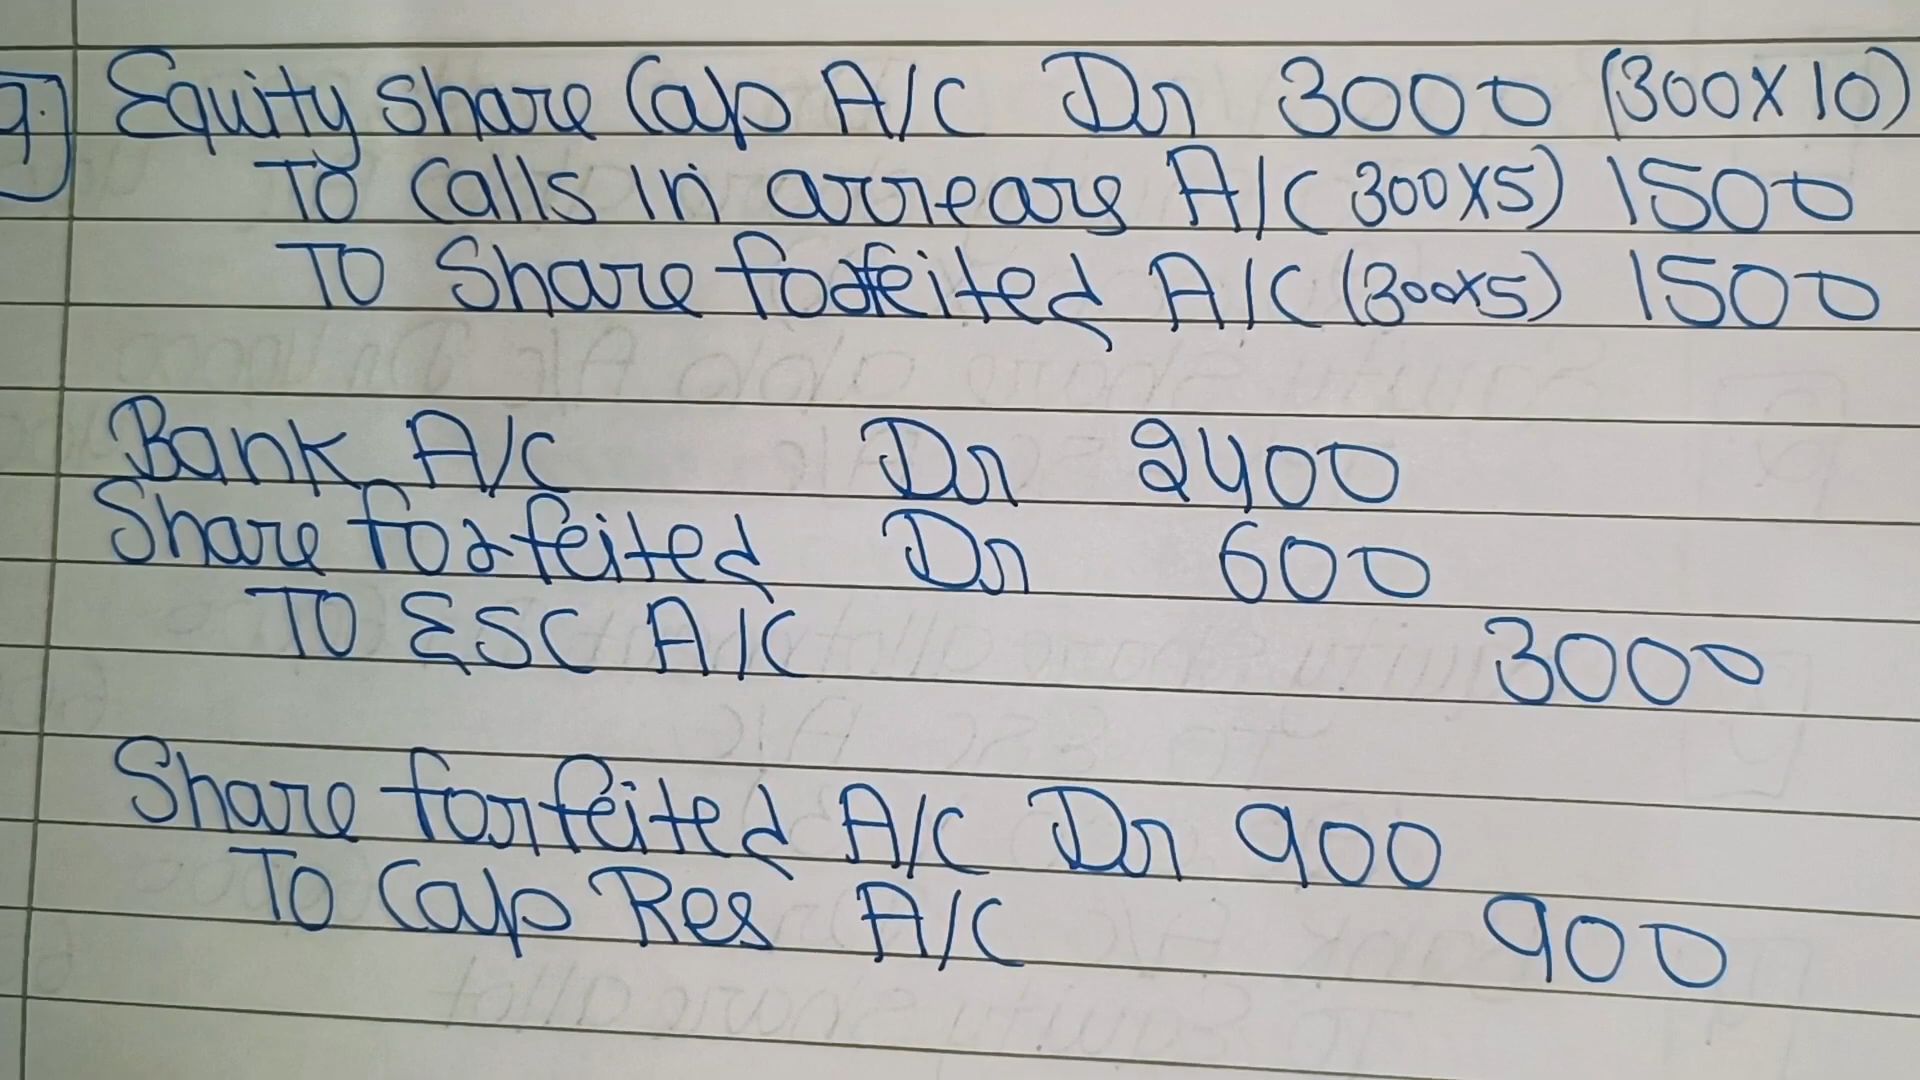 9.] Equity share Cap A/C Dr 3000 (300X10)
To Calls In arrears A/C 300X5) 1500
To Share forfeited A/C (300x5) 1500
Bank A/C Dr 2400
Share forfeited Dr 600
To ESC A/C 3000
Share forfeited A/C Dr 900
To Cap Res A/C 900